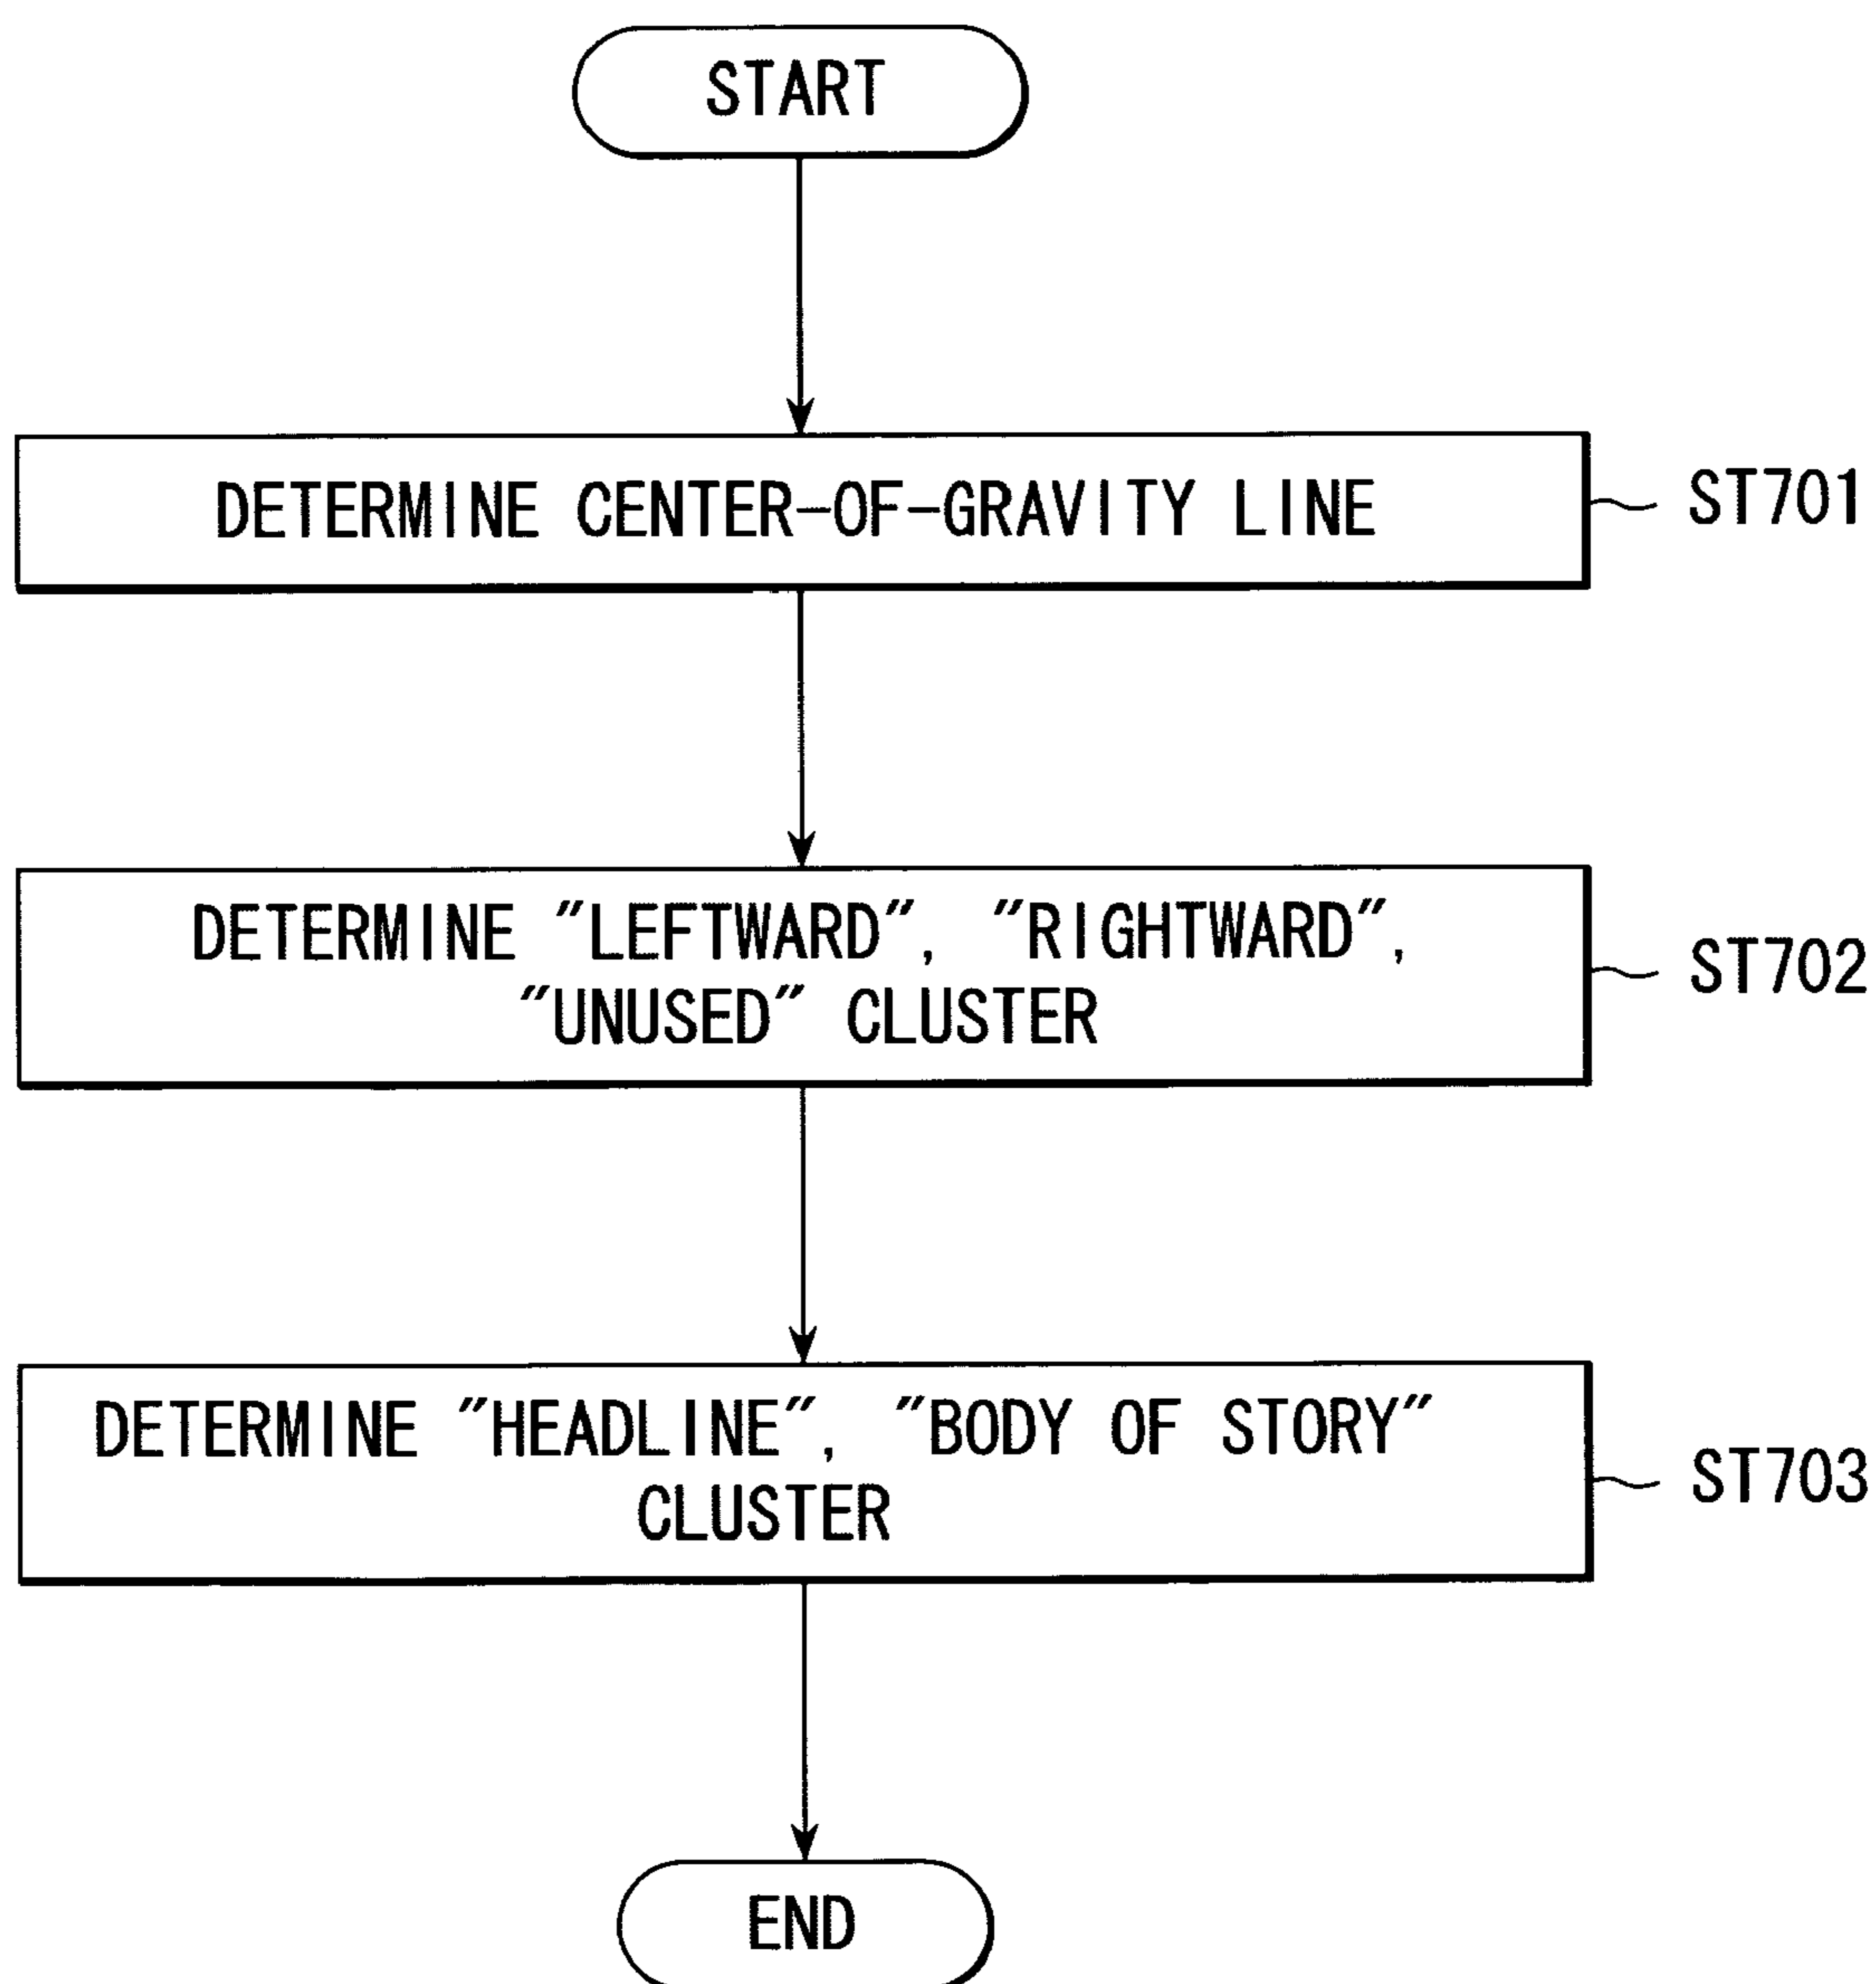 START
DETERMINE CENTER-OF-GRAVITY LINE
ST701
DETERMINE "LEFTWARD", "RIGHTWARD",
"UNUSED" CLUSTER
ST702
DETERMINE "HEADLINE", "BODY OF STORY"
CLUSTER
ST703
END